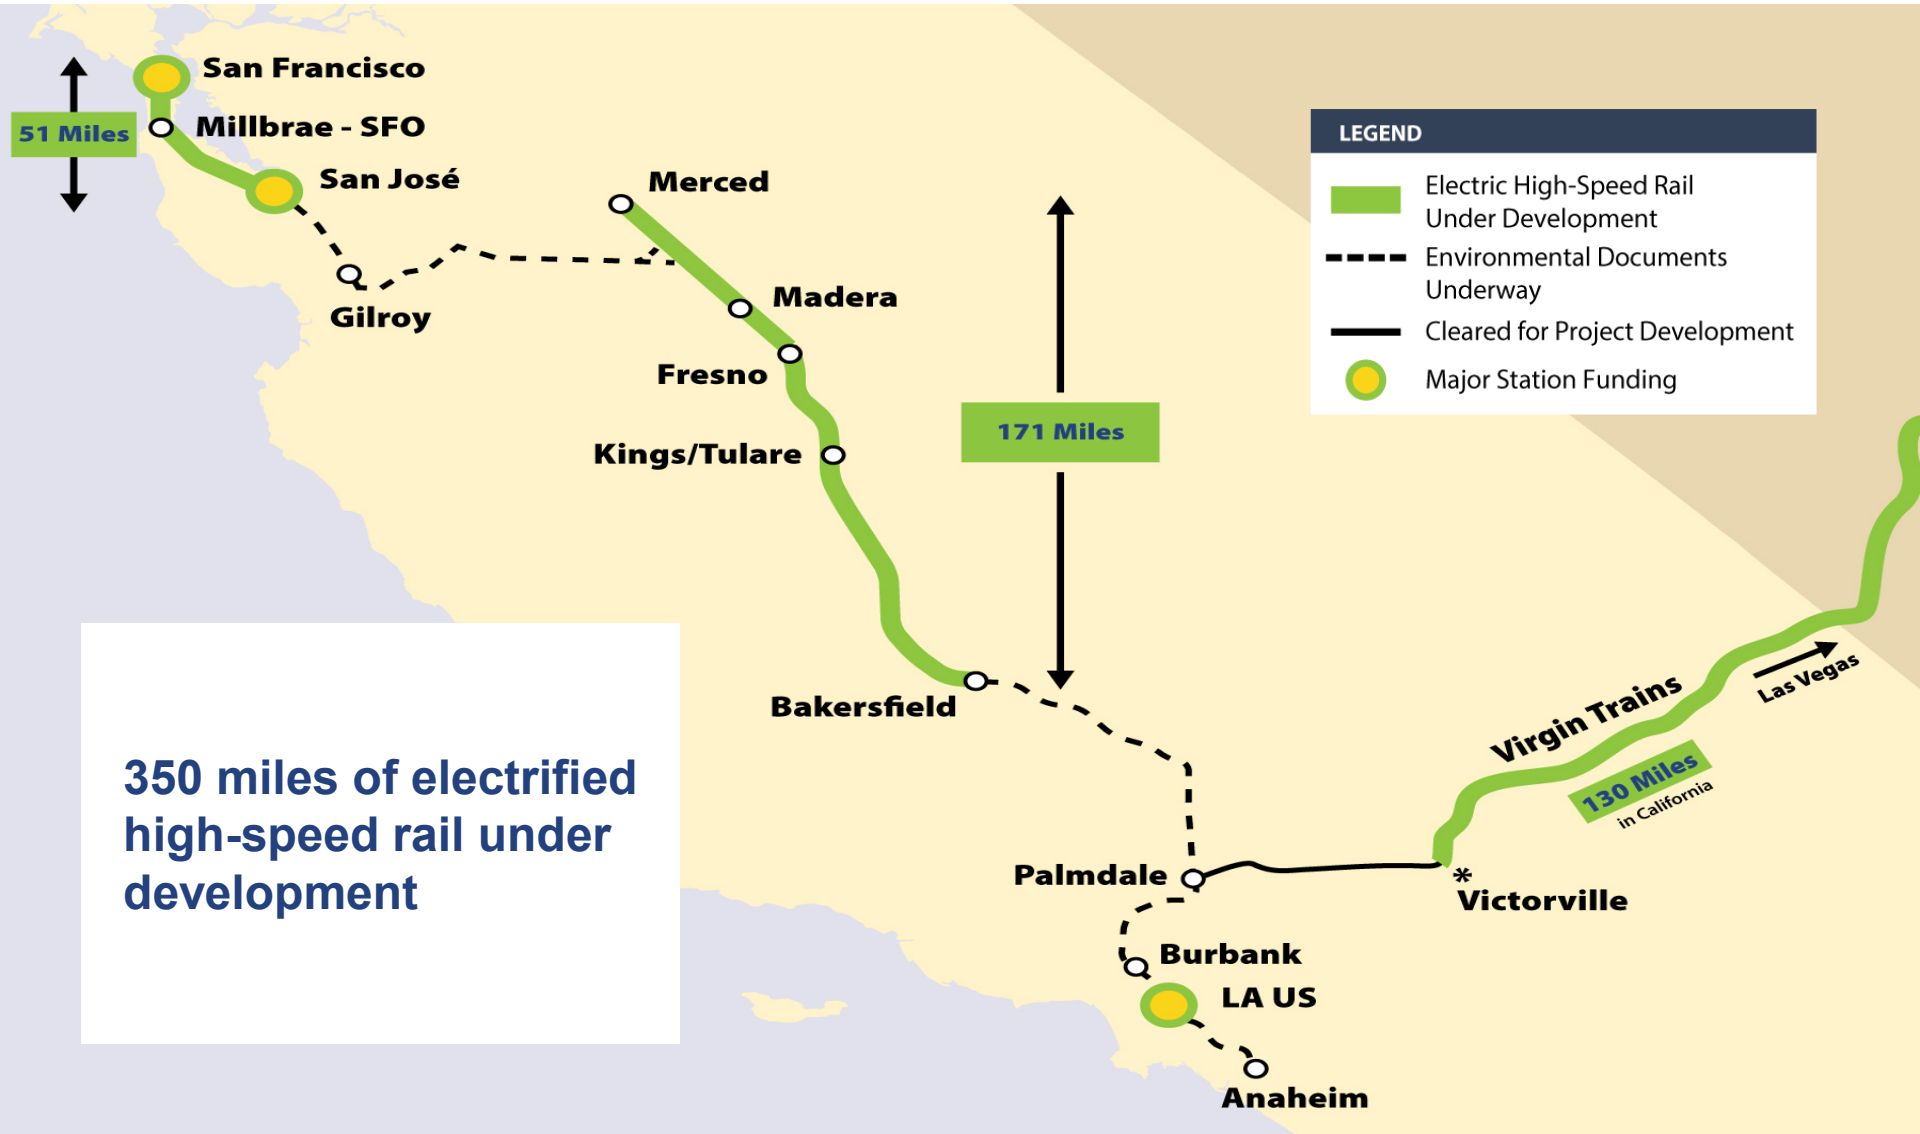 San Francisco
51 Miles
Millbrae - SFO
San José
Merced
Gilroy
Madera
Fresno
Kings/Tulare
171 Miles
Bakersfield
LEGEND
Electric High-Speed Rail
Under Development
Environmental Documents
Underway
Cleared for Project Development
Major Station Funding
Las Vegas
Virgin Trains
130 Miles
in California
350 miles of electrified
high-speed rail under
development
Palmdale
*
Victorville
Burbank
LA US
Anaheim